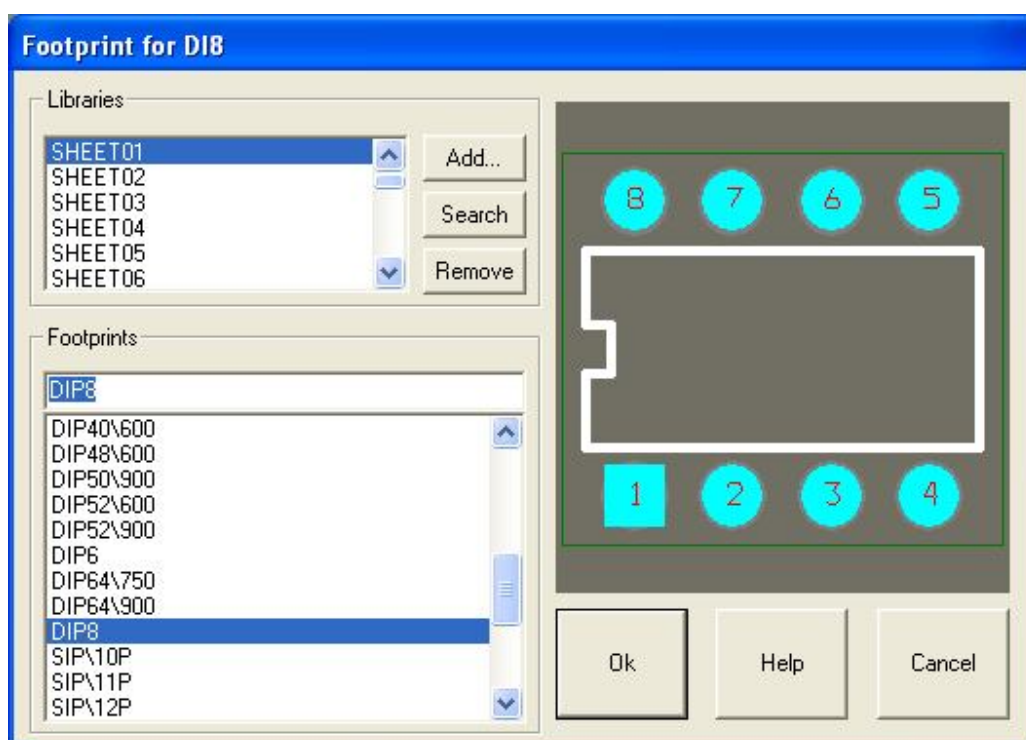 Footprint for DI8
Libraries
SHEET01
SHEET02
SHEET03
SHEET04
SHEET05
SHEET06
Add...
Search
Remove
Footprints
DIP8
DIP40\600
DIP48\600
DIP50\900
DIP52\600
DIP52\900
DIP6
DIP64\750
DIP64\900
DIP8
SIP\10P
SIP\11P
SIP\12P
8 7 6 5
1 2 3 4
Ok Help Cancel